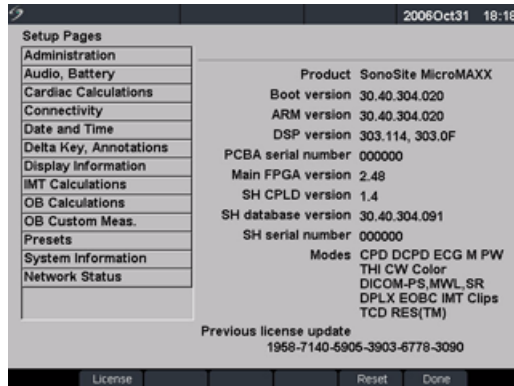 2006Oct31 18:18
Setup Pages
Administration
Audio, Battery
Cardiac Calculations
Connectivity
Date and Time
Delta Key, Annotations
Display Information
IMT Calculations
OB Calculations
OB Custom Meas.
Presets
System Information
Network Status
Product SonoSite MicroMAXX
Boot version 30.40.304.020
ARM version 30.40.304.020
DSP version 303.114, 303.0F
PCBA serial number 000000
Main FPGA version 2.48
SH CPLD version 1.4
SH database version 30.40.304.091
SH serial number 000000
Modes CPD DCPD ECG M PW
THI CW Color
DICOM-PS,MWL,SR
DPLX EOBC IMT Clips
TCD RES(TM)
Previous license update
1958-7140-5905-3903-6778-3090
License Reset Done